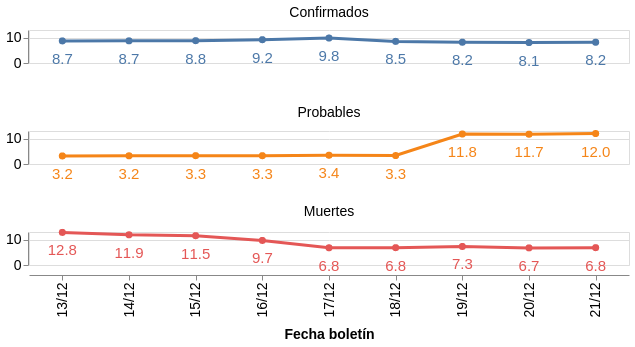 Confirmados
10
0
8.7 8.7 8.8 9.2 9.8 8.5 8.2 8.1 8.2
Probables
10
0
3.2 3.2 3.3 3.3 3.4 3.3 11.8 11.7 12.0
Muertes
10
0
12.8 11.9 11.5 9.7 6.8 6.8 7.3 6.7 6.8
13/12 14/12 15/12 16/12 17/12 18/12 19/12 20/12 21/12
Fecha boletín